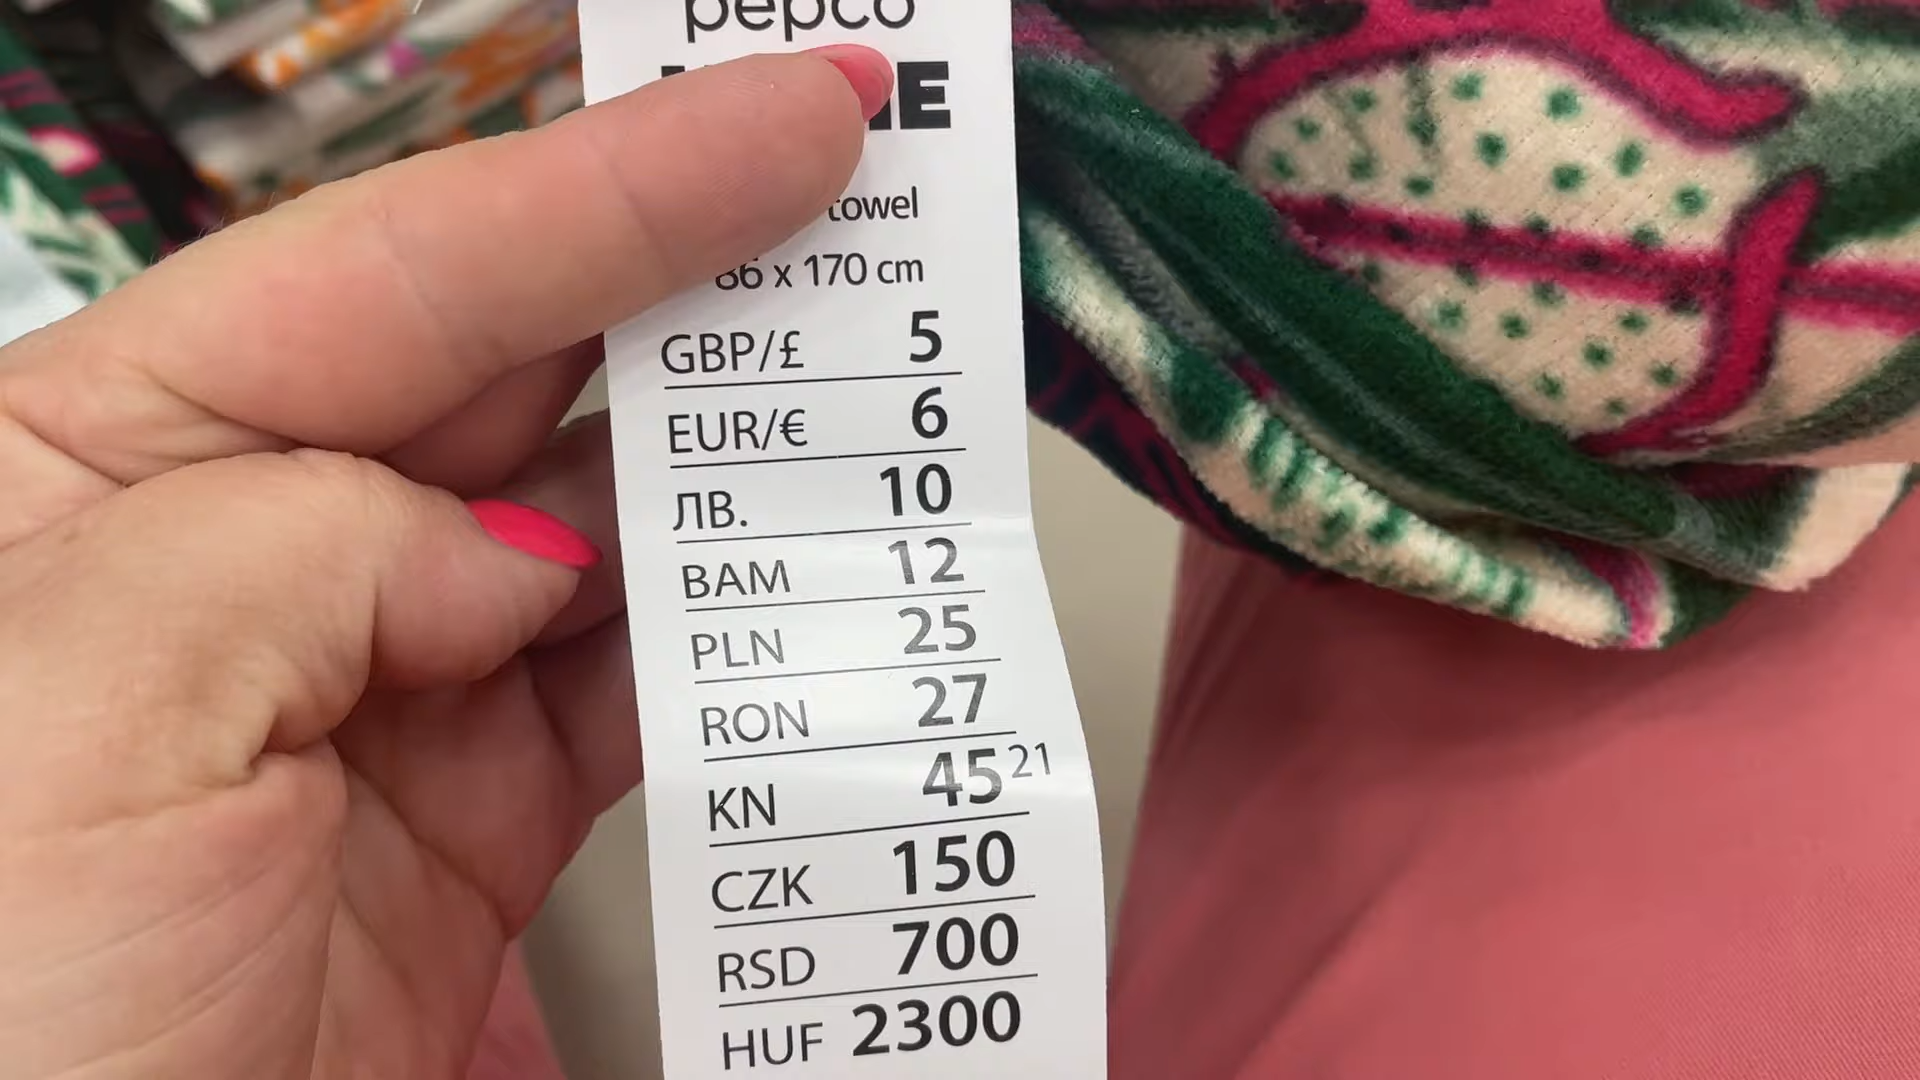 pepco
towel
86 x 170 cm
GBP/£ 5
EUR/€ 6
ЛВ. 10
BAM 12
PLN 25
RON 27
KN 45 21
CZK 150
RSD 700
HUF 2300